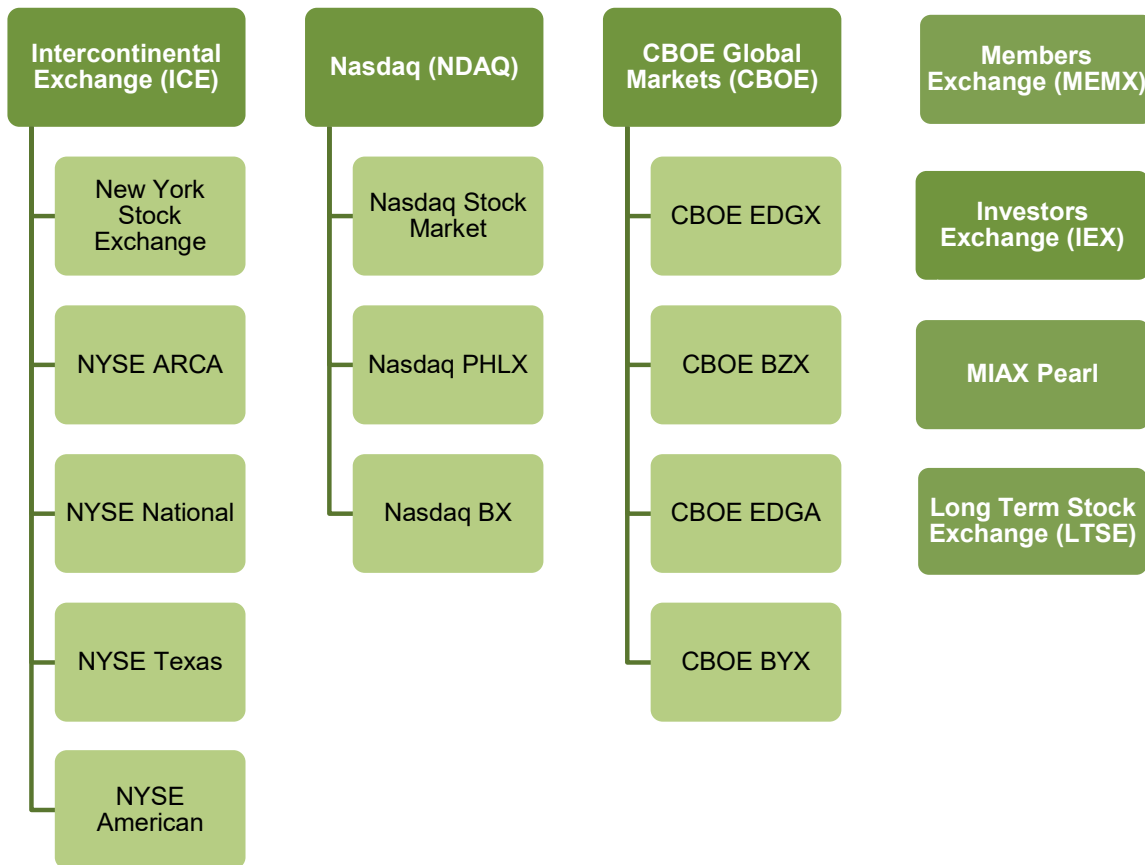 Intercontinental
Exchange (ICE)
New York
Stock
Exchange
NYSE ARCA
NYSE National
NYSE Texas
NYSE
American
Nasdaq (NDAQ)
Nasdaq Stock
Market
Nasdaq PHLX
Nasdaq BX
CBOE Global
Markets (CBOE)
CBOE EDGX
CBOE BZX
CBOE EDGA
CBOE BYX
Members
Exchange (MEMX)
Investors
Exchange (IEX)
MIAX Pearl
Long Term Stock
Exchange (LTSE)